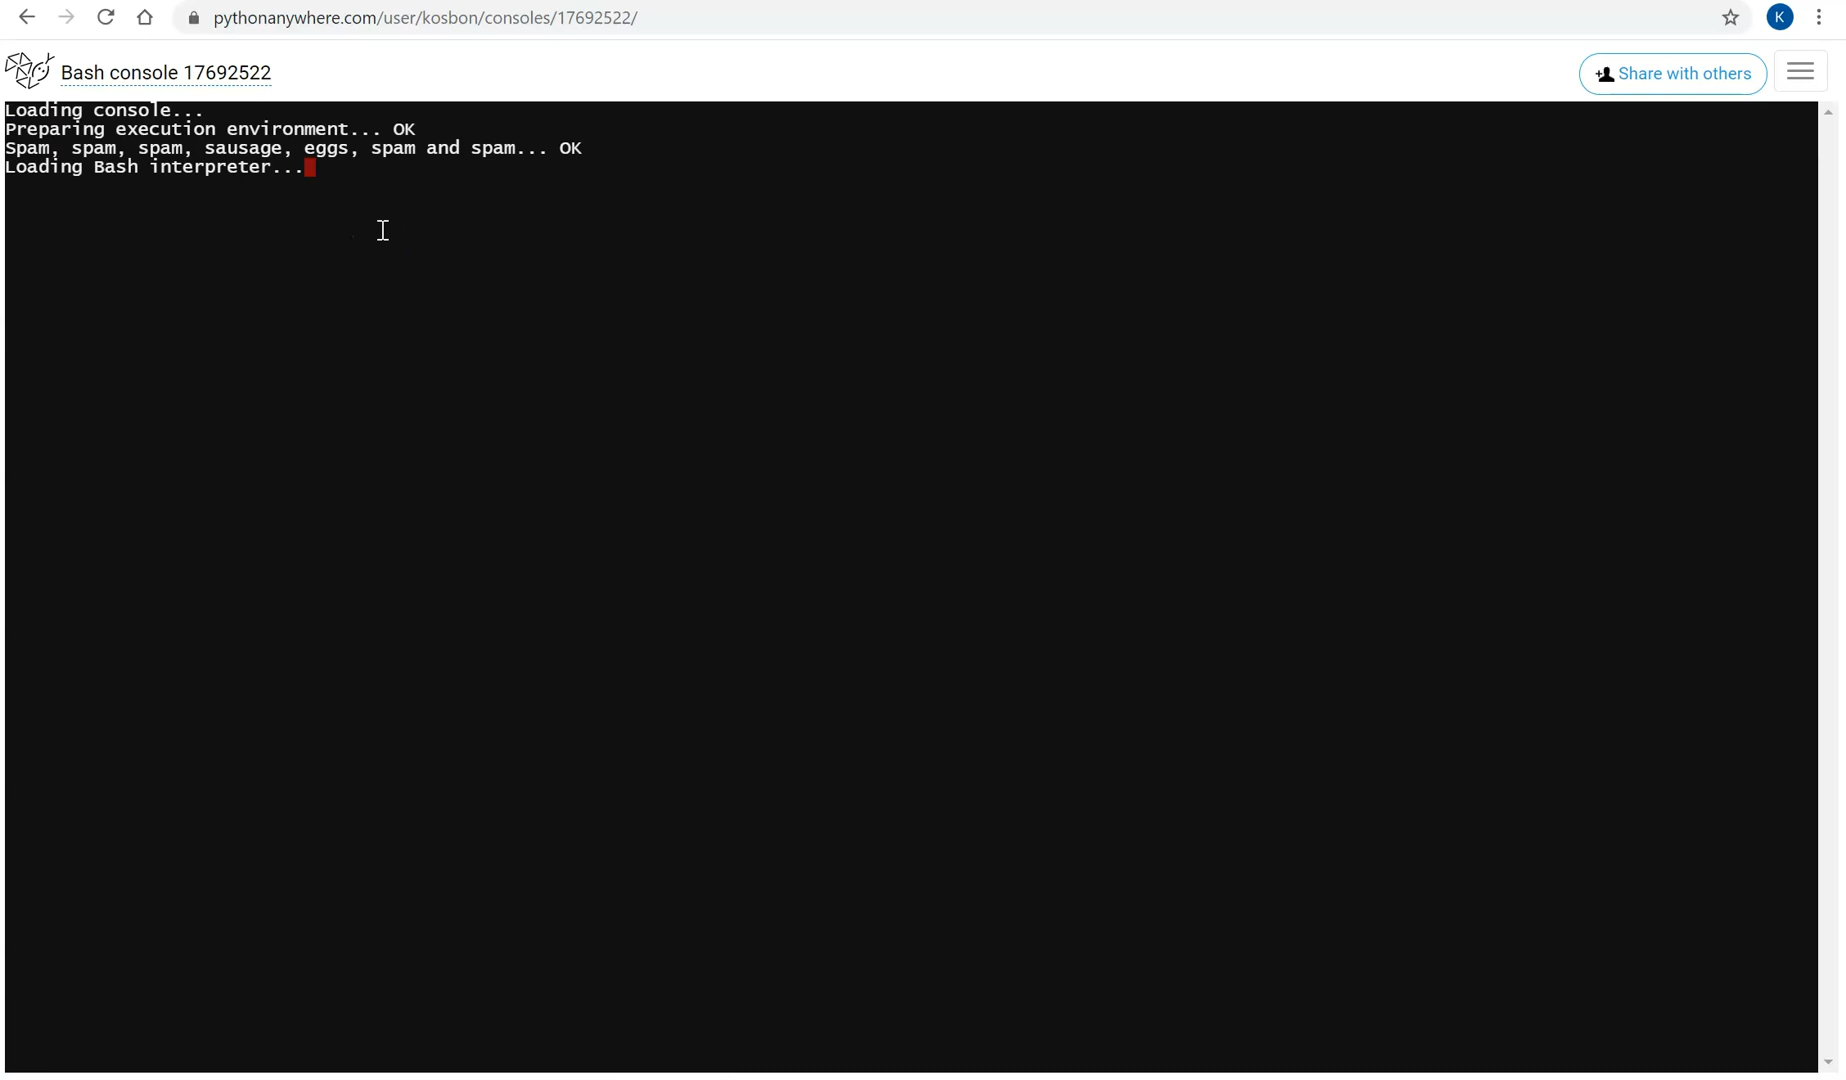 pythonanywhere.com/user/kosbon/consoles/17692522/
K
Bash console 17692522
Share with others
Loading console...
Preparing execution environment... OK
Spam, spam, spam, sausage, eggs, spam and spam... OK
Loading Bash interpreter...